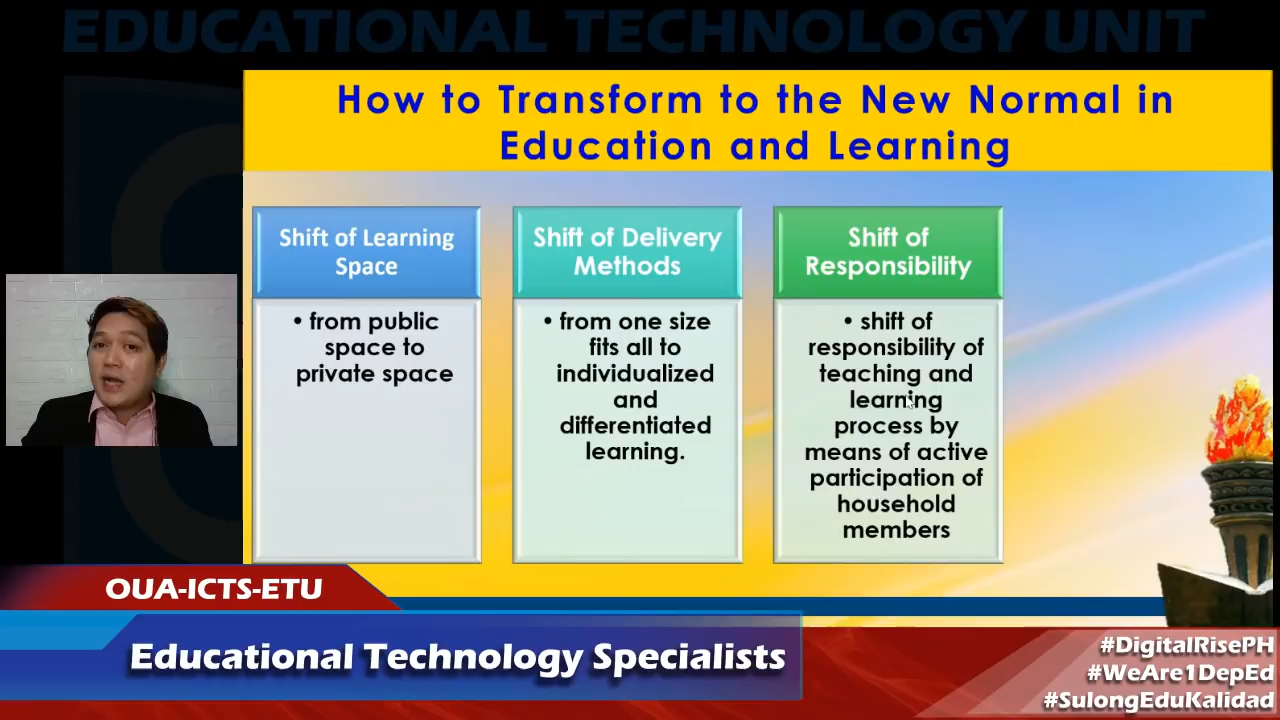 EDUCATIONAL TECHNOLOGY UNIT
How to Transform to the New Normal in
Education and Learning
Shift of Learning
Space
• from public
space to
private space
Shift of Delivery
Methods
• from one size
fits all to
individualized
and
differentiated
learning.
Shift of
Responsibility
• shift of
responsibility of
teaching and
learning
process by
means of active
participation of
household
members
OUA-ICTS-ETU
Educational Technology Specialists
#DigitalRisePH
#WeAre1DepEd
#SulongEduKalidad